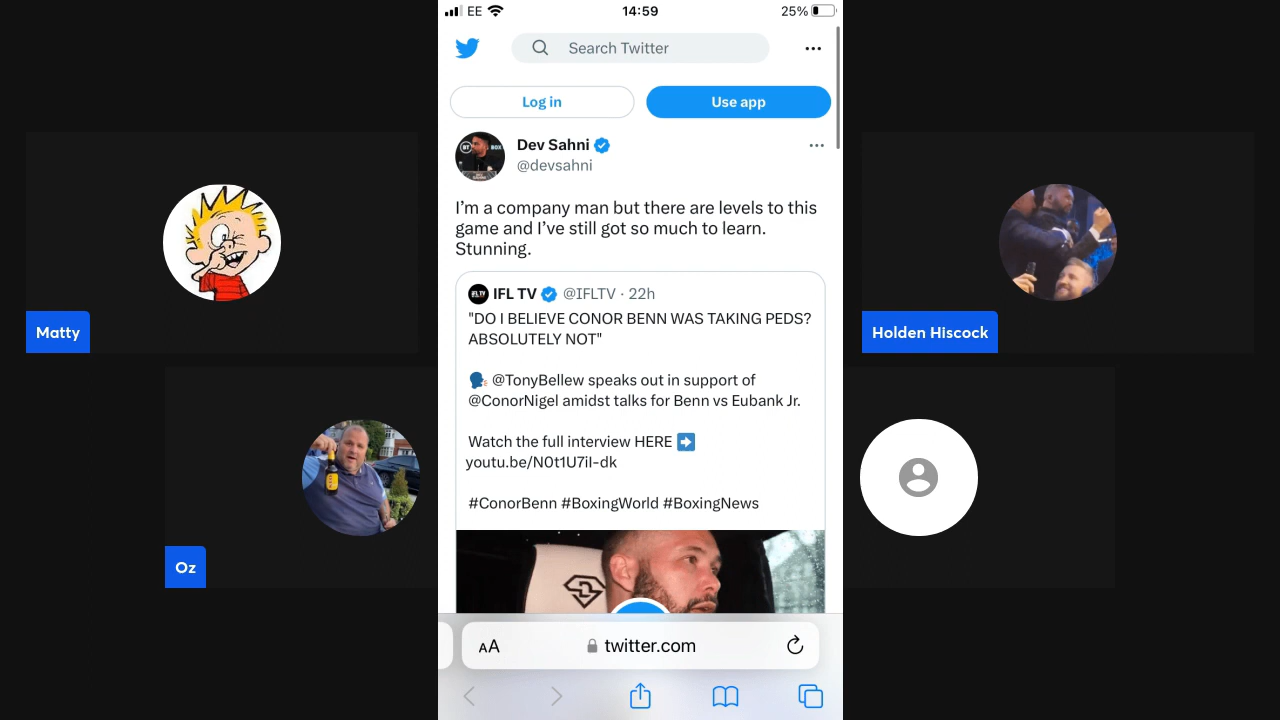 EE
14:59
25%
Search Twitter
Log in
Use app
Dev Sahni
@devsahni
I’m a company man but there are levels to this
game and I’ve still got so much to learn.
Stunning.
IFL TV @IFLTV · 22h
"DO I BELIEVE CONOR BENN WAS TAKING PEDS?
ABSOLUTELY NOT"
@TonyBellew speaks out in support of
@ConorNigel amidst talks for Benn vs Eubank Jr.
Watch the full interview HERE ➡️
youtu.be/N0t1U7iI-dk
#ConorBenn #BoxingWorld #BoxingNews
AA
twitter.com
Matty
Holden Hiscock
Oz